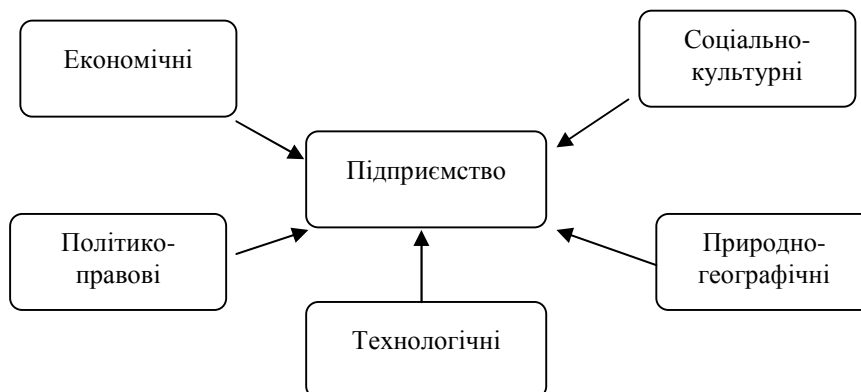 Економічні
Соціально-
культурні
Підприємство
Політико-
правові
Природно-
географічні
Технологічні